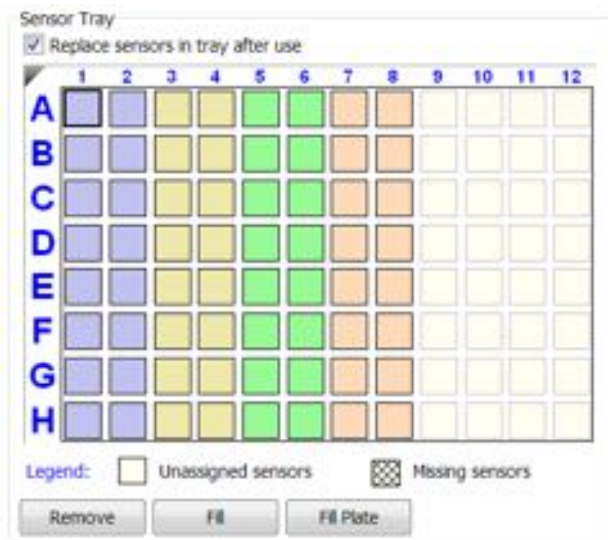 Sensor Tray
Replace sensors in tray after use
1 2 3 4 5 6 7 8 9 10 11 12
A
B
C
D
E
F
G
H
Legend: Unassigned sensors Missing sensors
Remove Fill Fill Plate